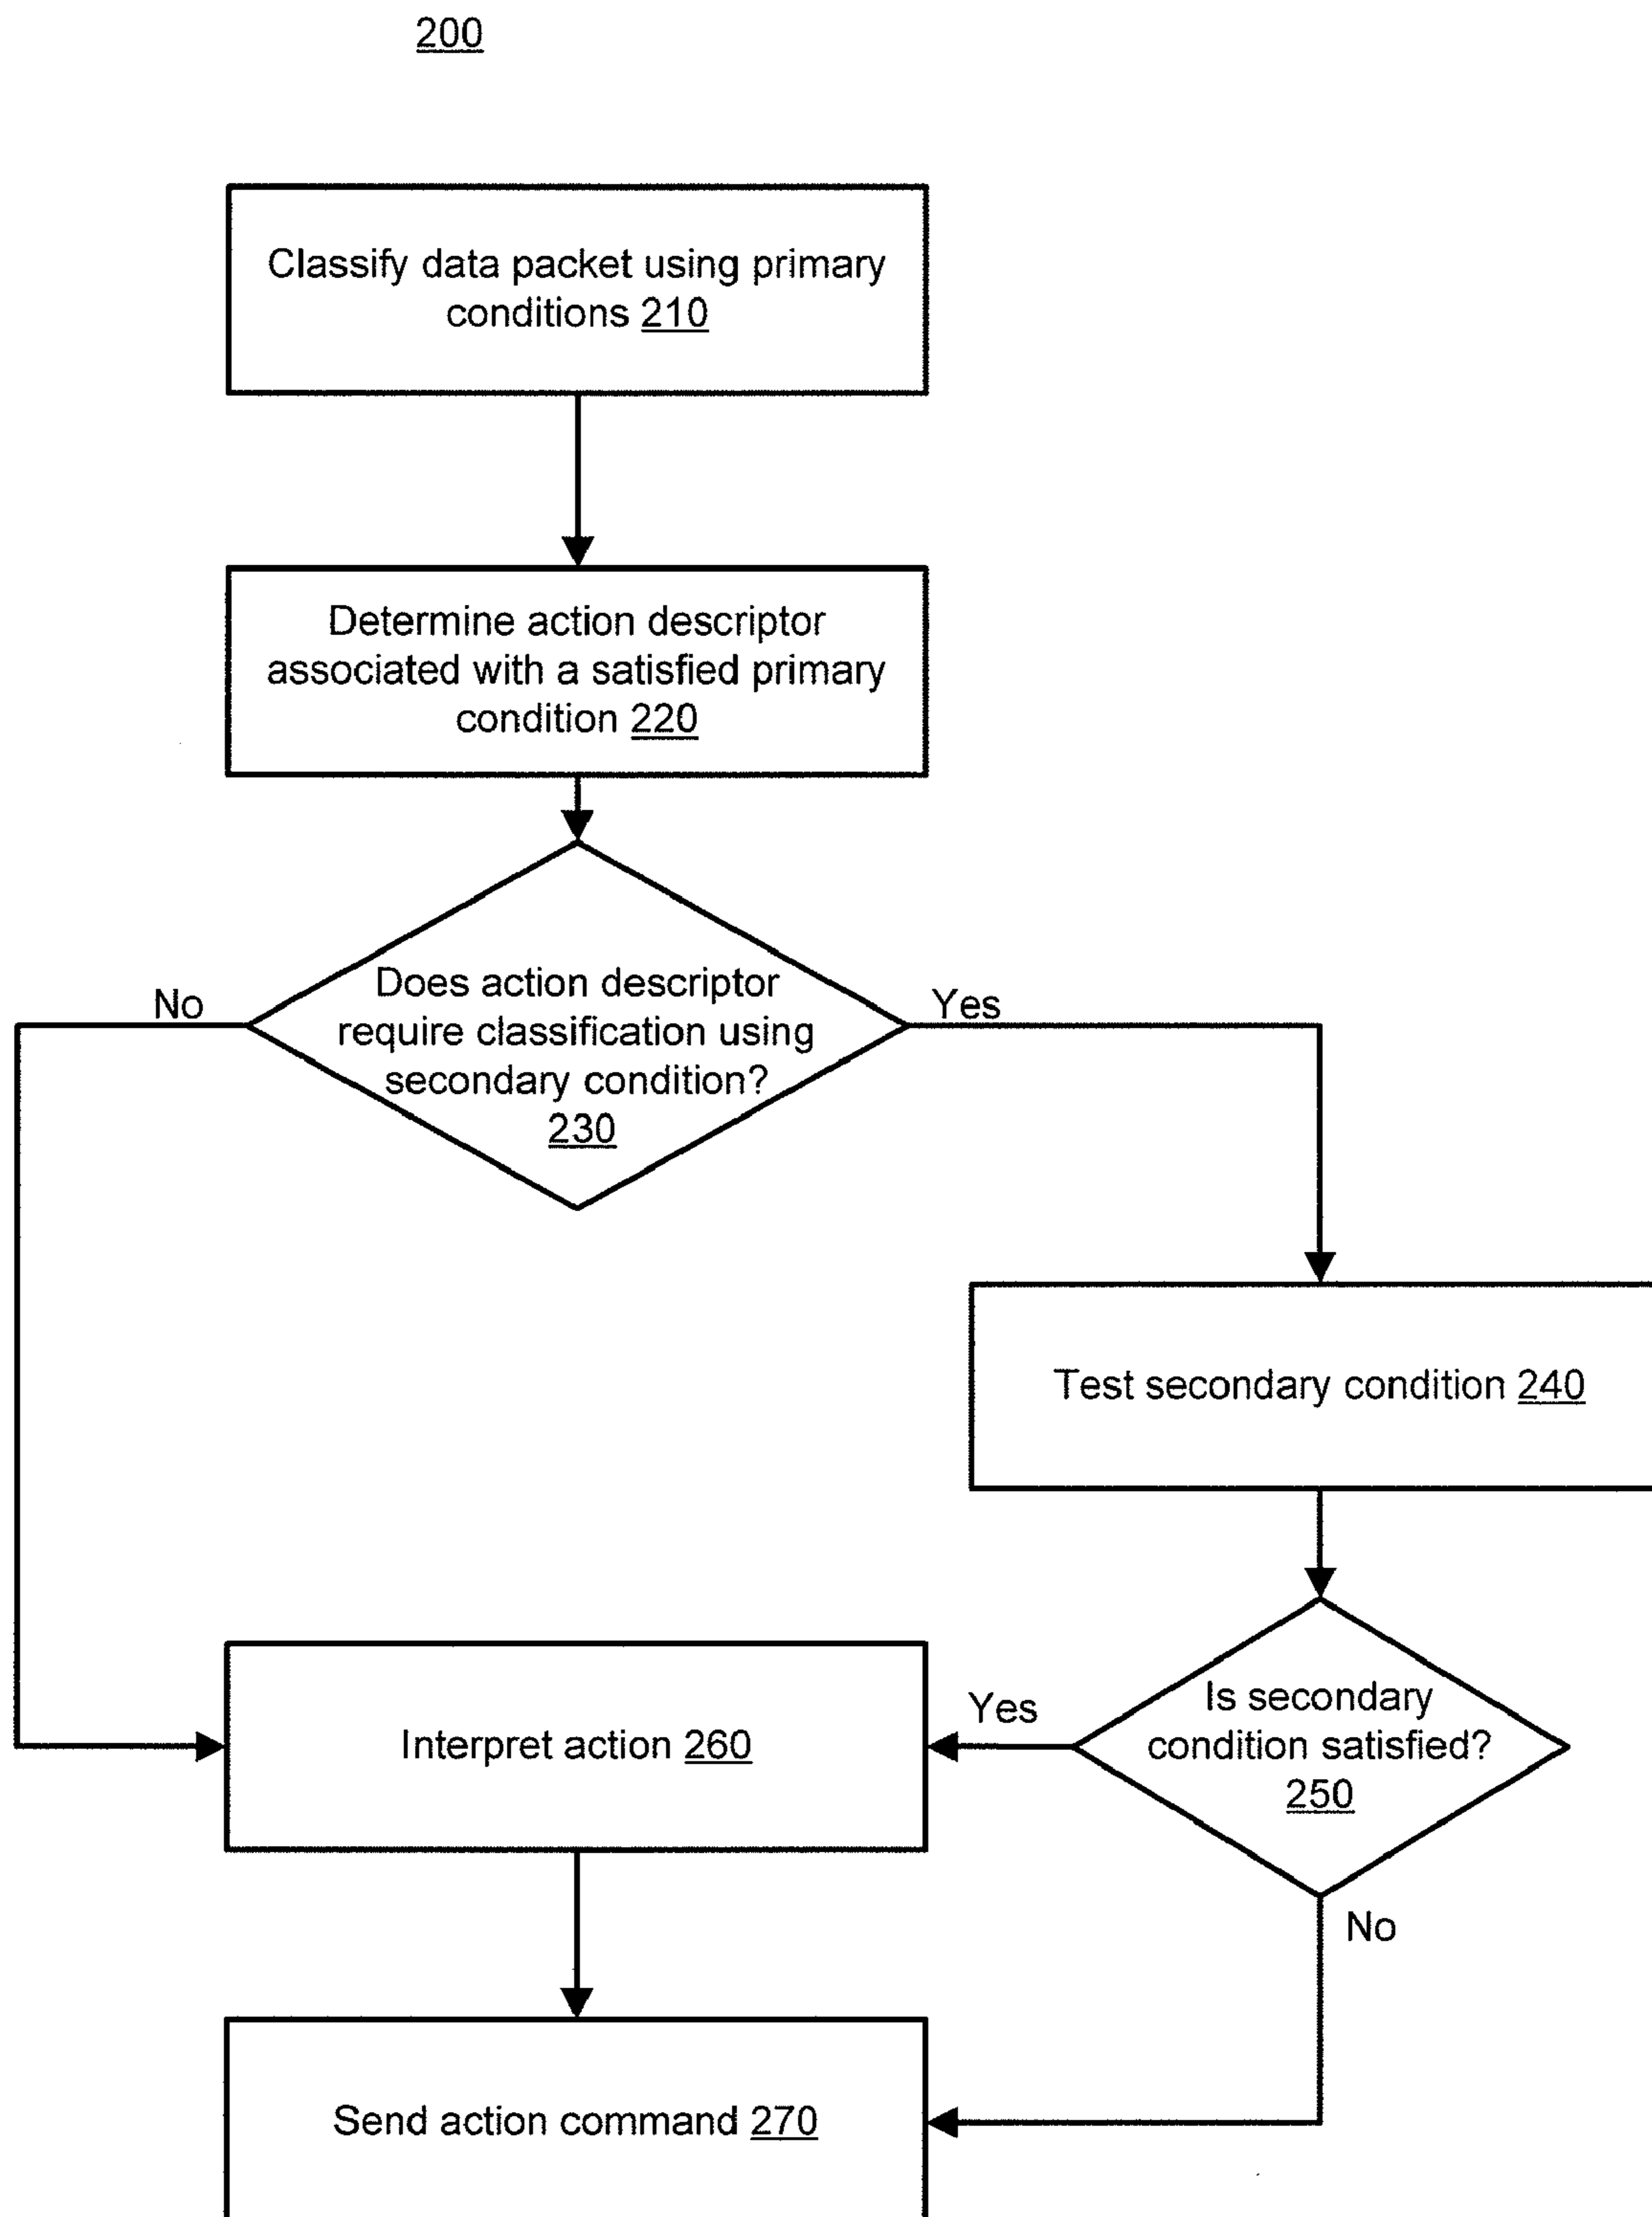 200
Classify data packet using primary
conditions 210
Determine action descriptor
associated with a satisfied primary
condition 220
Does action descriptor
require classification using
secondary condition?
230
No
Yes
Test secondary condition 240
Is secondary
condition satisfied?
250
Yes
No
Interpret action 260
Send action command 270